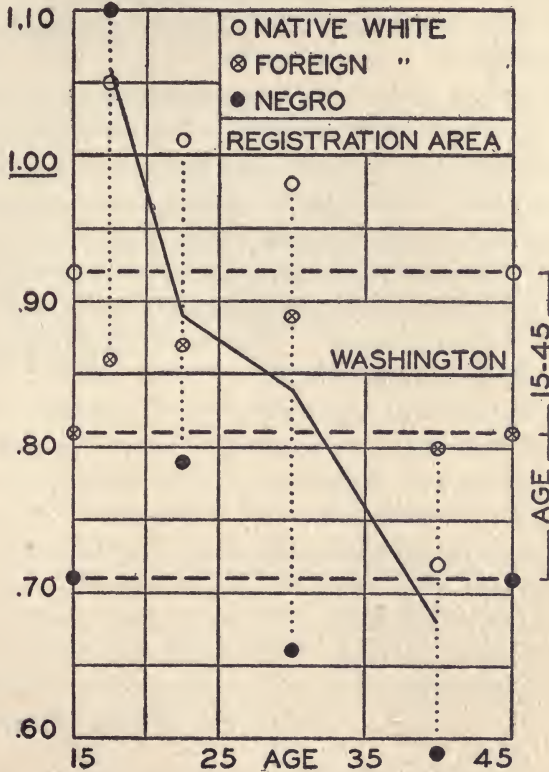 1.10
○ NATIVE WHITE
⊗ FOREIGN "
● NEGRO
REGISTRATION AREA
1.00
.90
WASHINGTON
.80
.70
.60
15 25 AGE 35 45
AGE 15-45